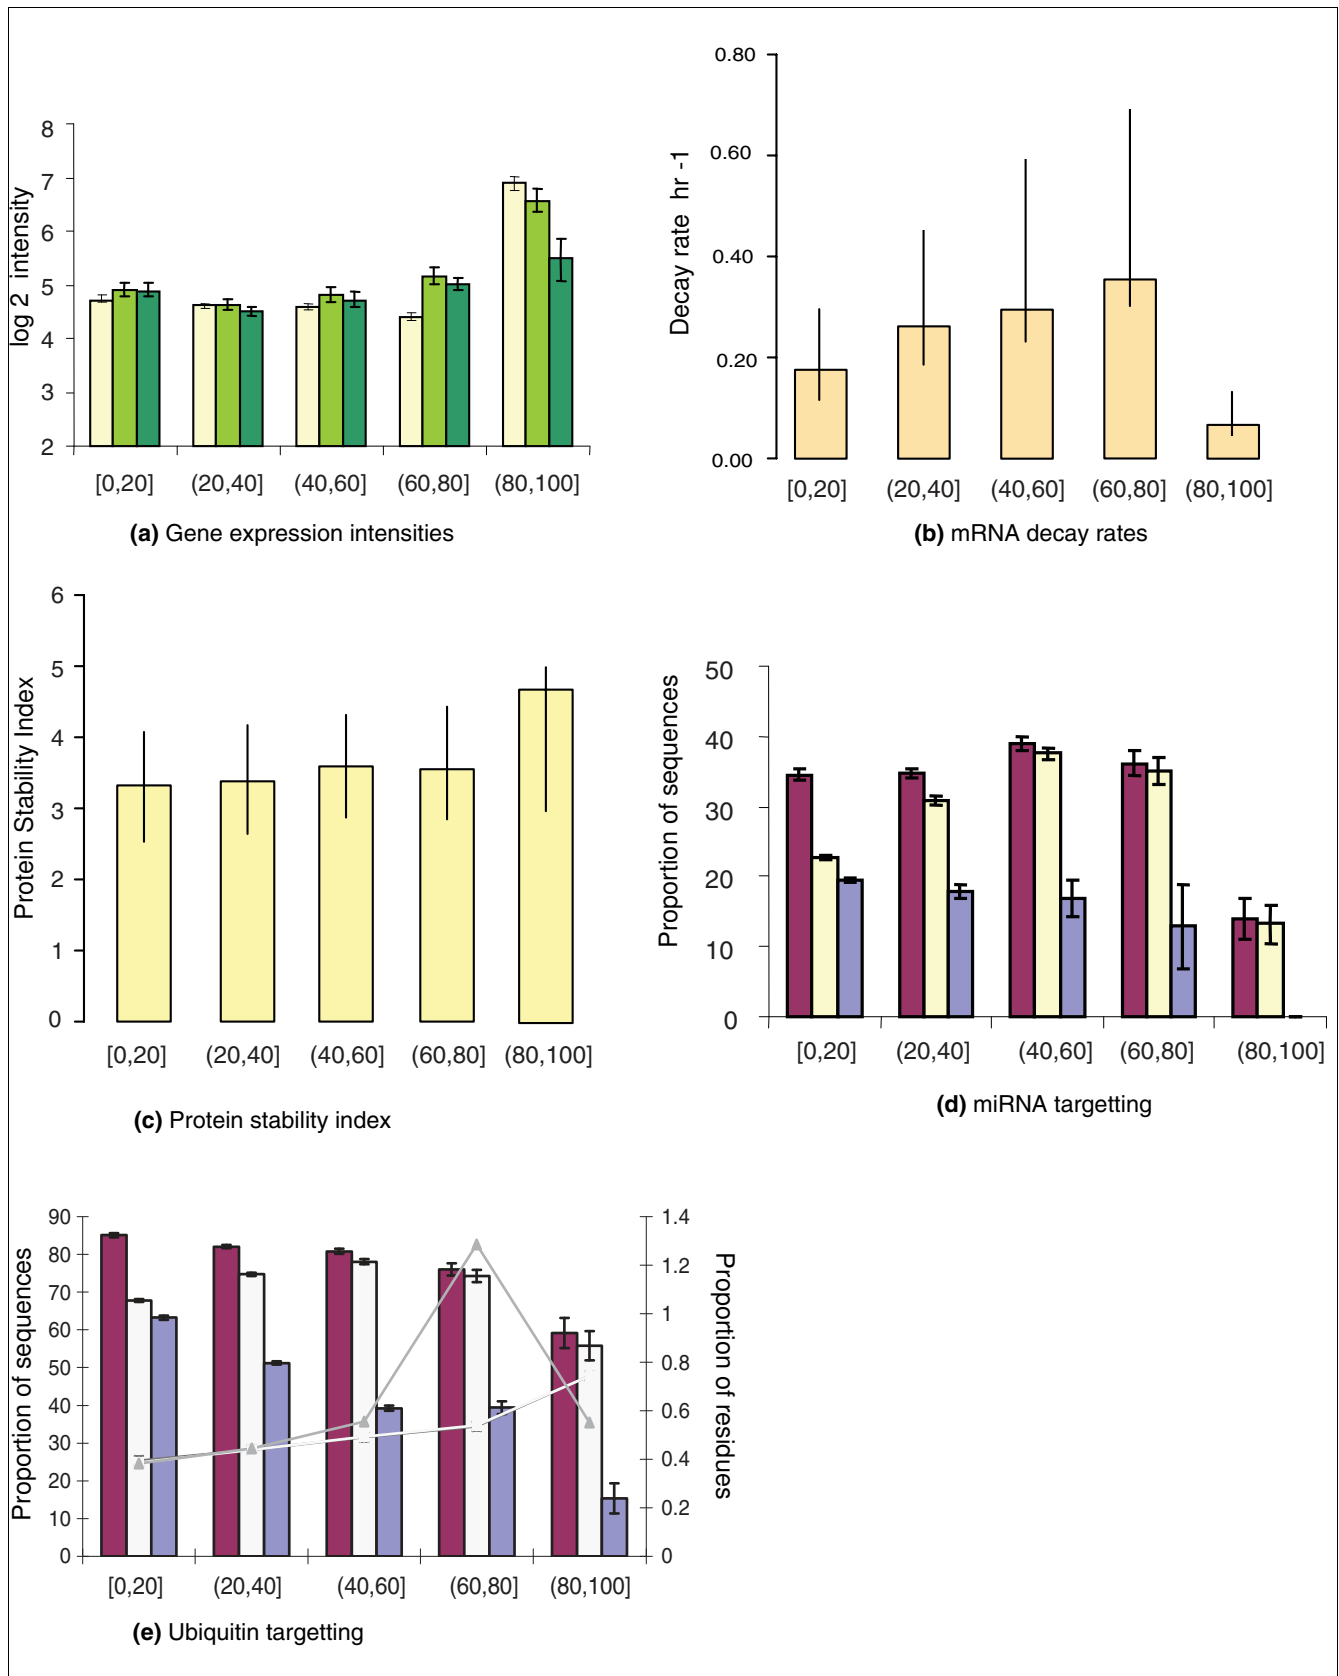 log 2 intensity
8
7
6
5
4
3
2
[0,20] (20,40] (40,60] (60,80] (80,100]
(a) Gene expression intensities
Decay rate hr -1
0.80
0.60
0.40
0.20
0.00
[0,20] (20,40] (40,60] (60,80] (80,100]
(b) mRNA decay rates
Protein Stability Index
6
5
4
3
2
1
0
[0,20] (20,40] (40,60] (60,80] (80,100]
(c) Protein stability index
Proportion of sequences
50
40
30
20
10
0
[0,20] (20,40] (40,60] (60,80] (80,100]
(d) miRNA targetting
Proportion of sequences
90
80
70
60
50
40
30
20
10
0
1.4
1.2
1
0.8
0.6
0.4
0.2
0
Proportion of residues
[0,20] (20,40] (40,60] (60,80] (80,100]
(e) Ubiquitin targetting